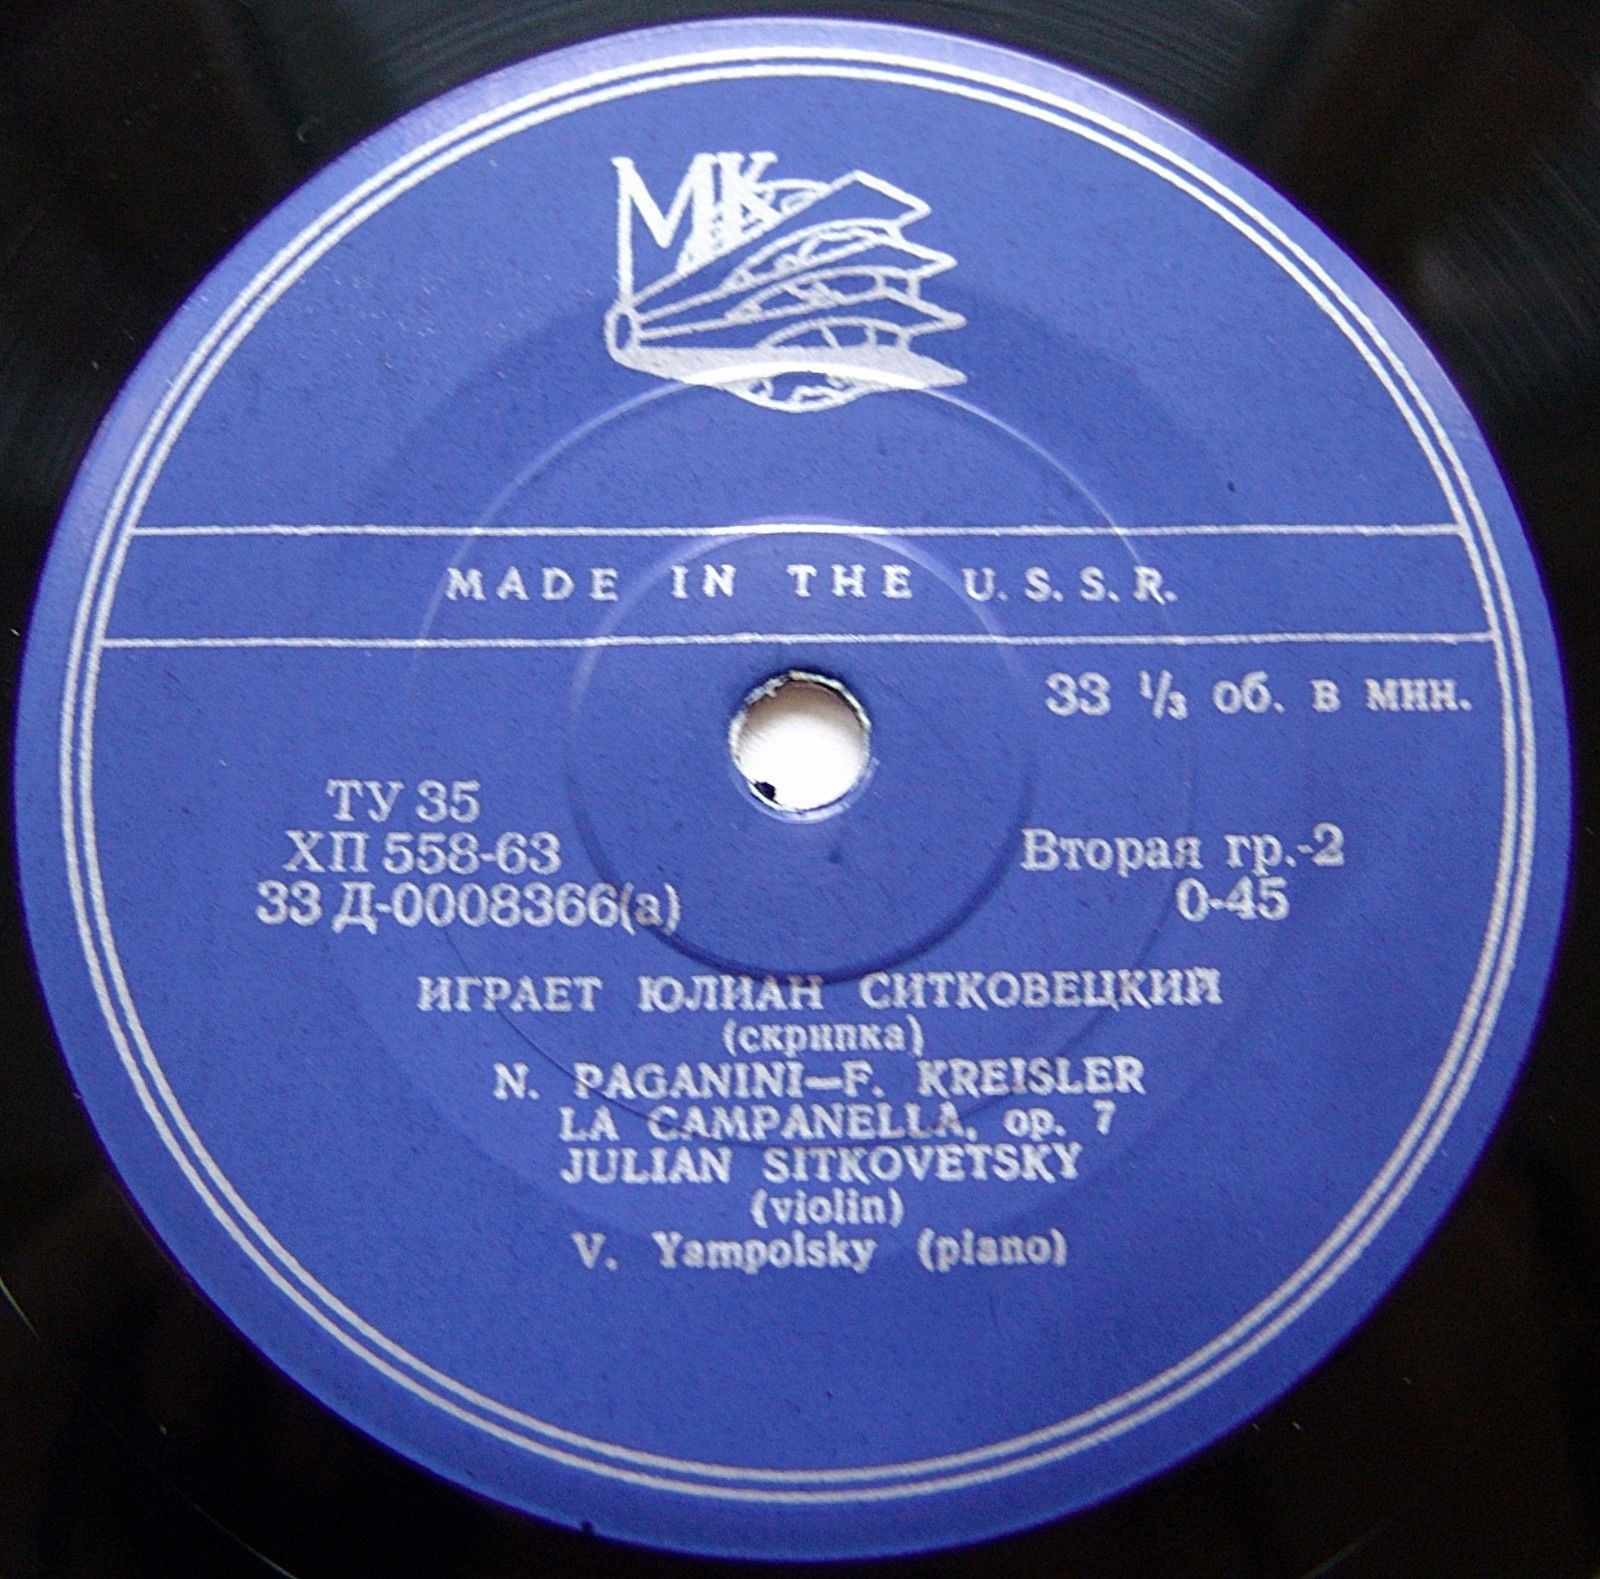 МК
MADE IN THE U.S.S.R.
33 1/3 об. в мин.
ТУ 35
ХП 558-63
33 Д-0008366(а)
Вторая гр.-2
0-45
ИГРАЕТ ЮЛИАН СИТКОВЕЦКИЙ
(скрипка)
N. PAGANINI—F. KREISLER
LA CAMPANELLA, op. 7
JULIAN SITKOVETSKY
(violin)
V. Yampolsky (piano)